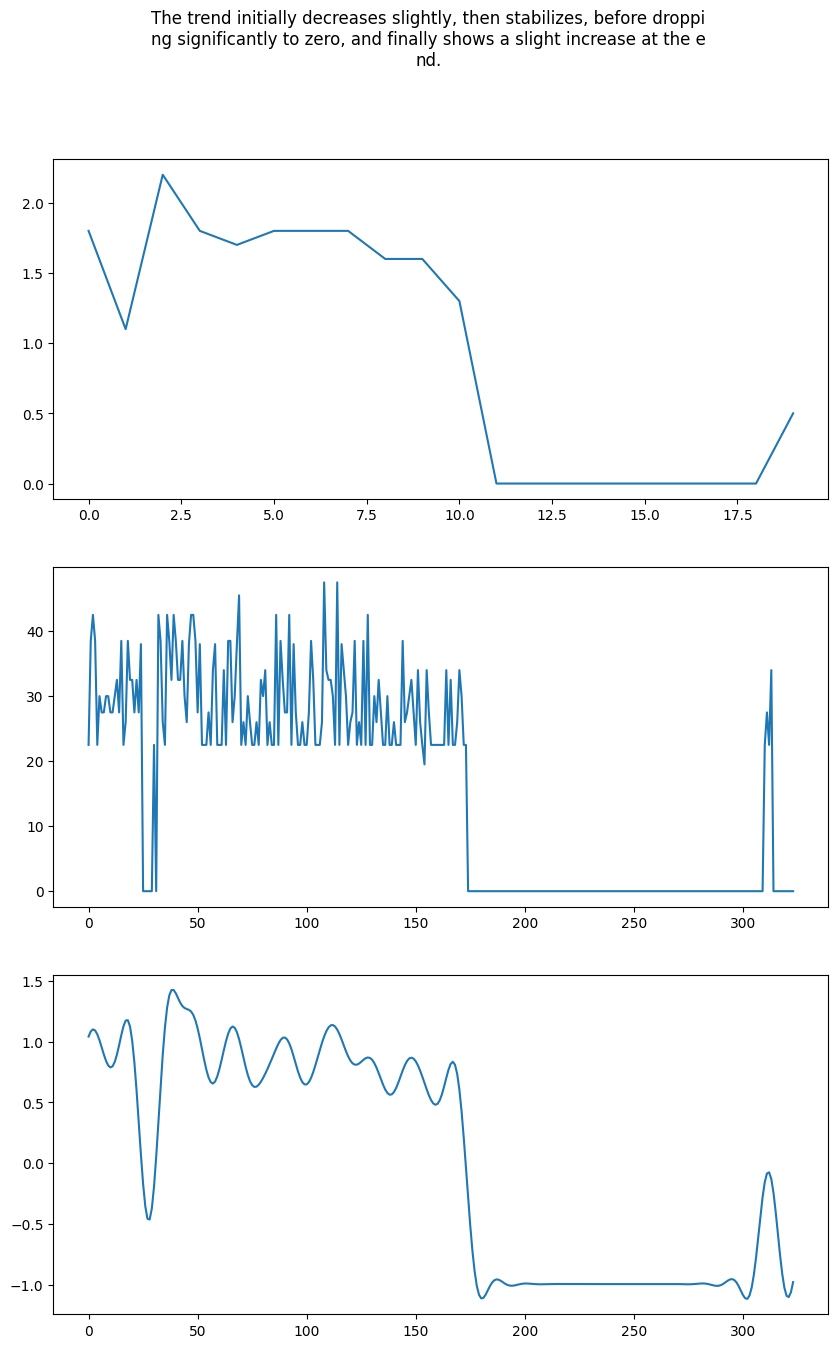 The trend initially decreases slightly, then stabilizes, before droppi
ng significantly to zero, and finally shows a slight increase at the e
nd.
2.0
1.5
1.0
0.5
0.0
0.0 2.5 5.0 7.5 10.0 12.5 15.0 17.5
40
30
20
10
0
0 50 100 150 200 250 300
1.5
1.0
0.5
0.0
−0.5
−1.0
0 50 100 150 200 250 300